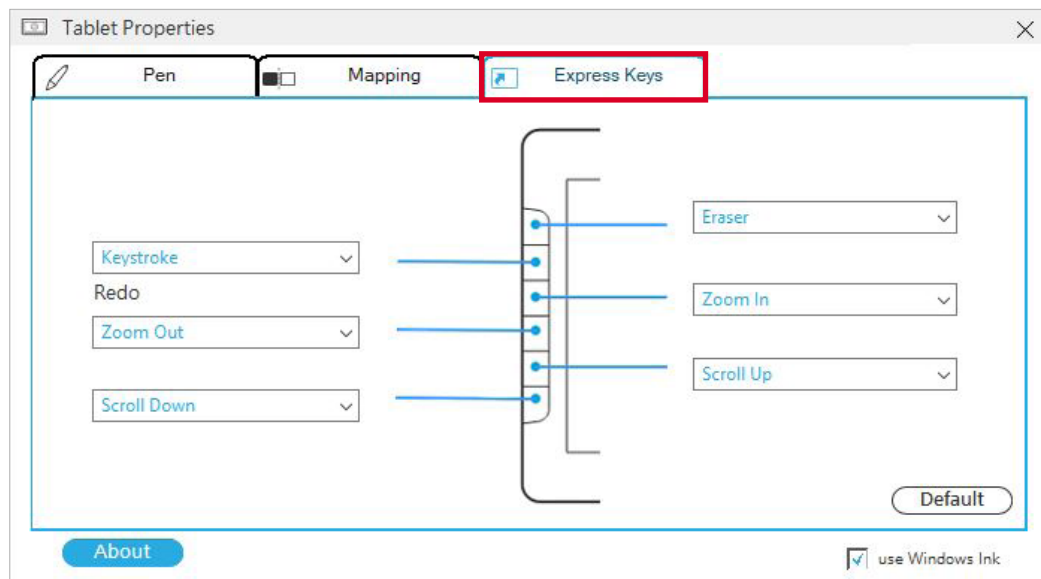 Tablet Properties
Pen
Mapping
Express Keys
Eraser
Keystroke
Redo
Zoom In
Zoom Out
Scroll Up
Scroll Down
Default
About
use Windows Ink